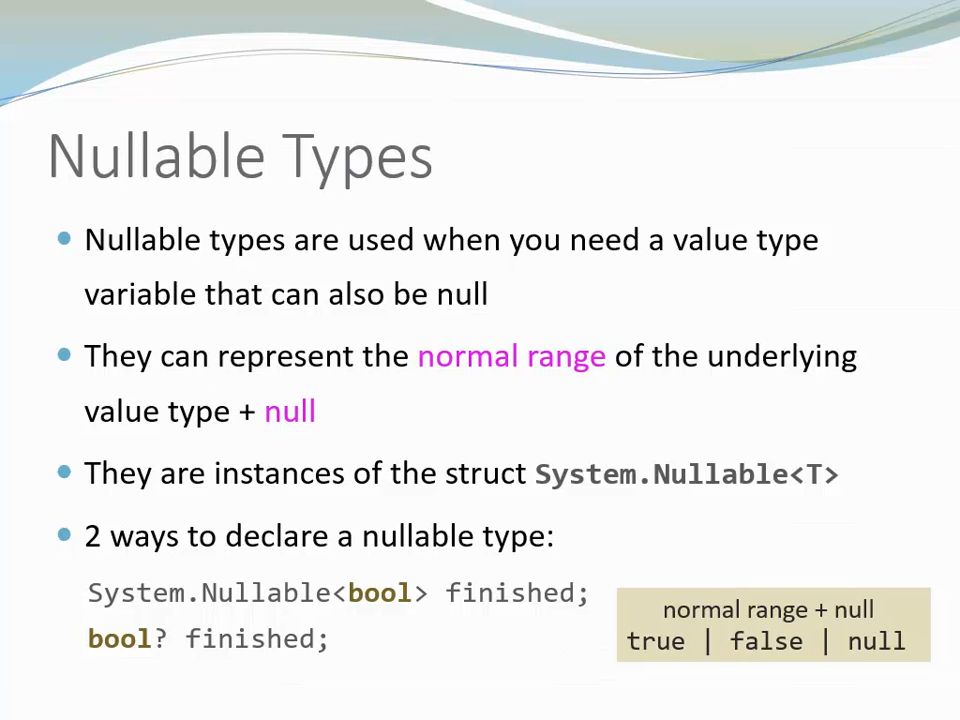 Nullable Types
• Nullable types are used when you need a value type
variable that can also be null
• They can represent the normal range of the underlying
value type + null
• They are instances of the struct System.Nullable<T>
• 2 ways to declare a nullable type:
System.Nullable<bool> finished;
bool? finished;
normal range + null
true | false | null